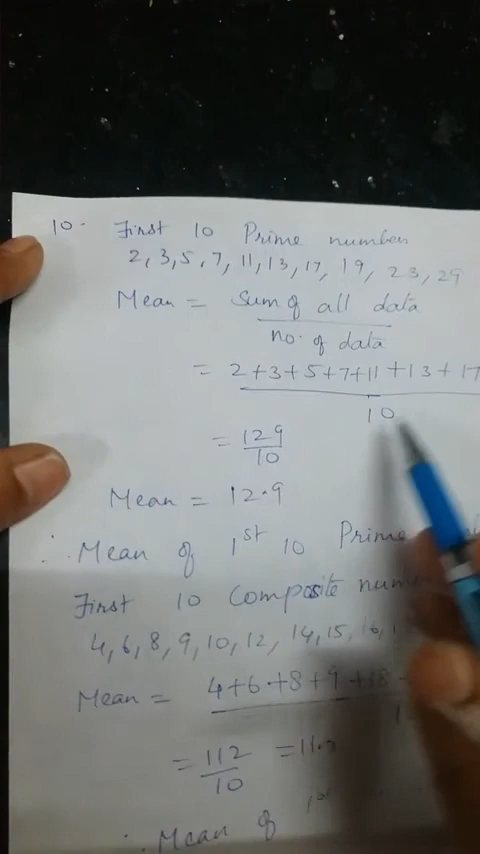 10. First 10 Prime numbers
2, 3, 5, 7, 11, 13, 17, 19, 23, 29
Mean = Sum of all data
no. of data
= 2+3+5+7+11+13+17
10
= 129
10
Mean = 12.9
∴ Mean of 1st 10 Prime
First 10 Composite
4, 6, 8, 9, 10, 12, 14, 15, 16,
Mean = 4+6+8+9+
= 112
10
= 11.2
∴ Mean of 1st